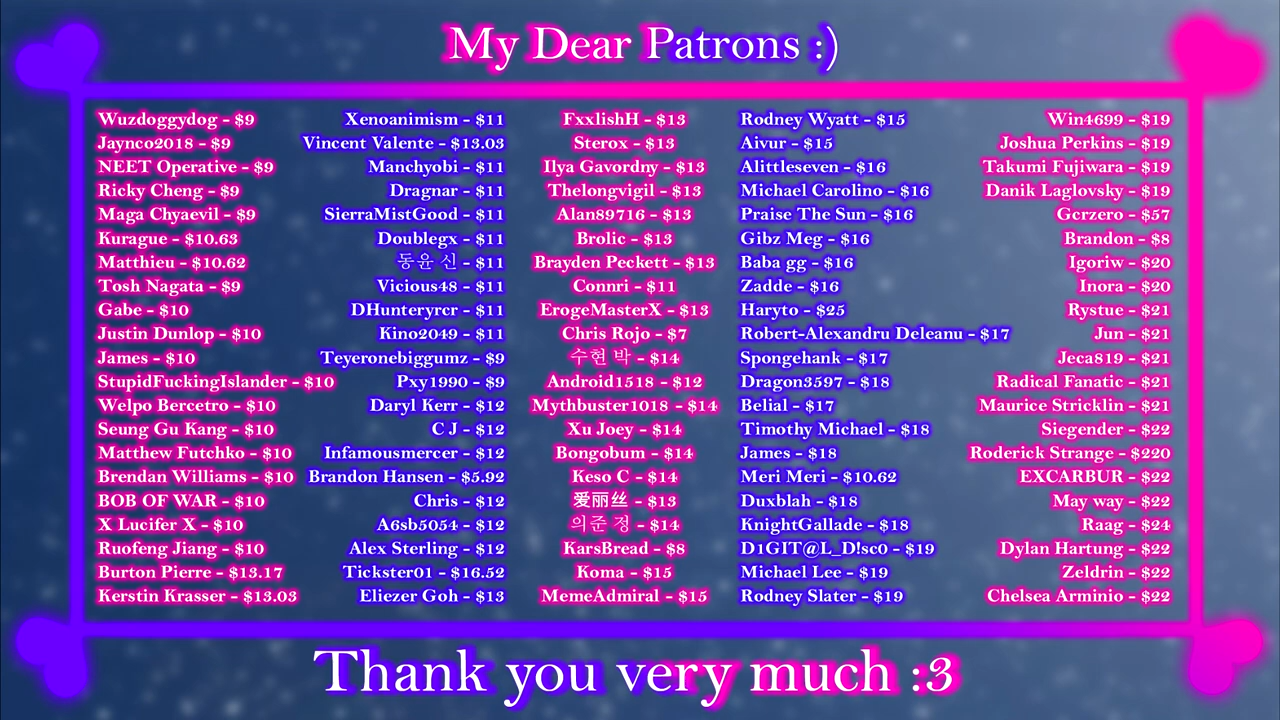 My Dear Patrons :)
Wuzdoggydog - $9
Jaynco2018 - $9
NEET Operative - $9
Ricky Cheng - $9
Maga Chyaevil - $9
Kurague - $10.63
Matthieu - $10.62
Tosh Nagata - $9
Gabe - $10
Justin Dunlop - $10
James - $10
StupidFuckingIslander - $10
Welpo Bercetro - $10
Seung Gu Kang - $10
Matthew Futchko - $10
Brendan Williams - $10
BOB OF WAR - $10
X Lucifer X - $10
Ruofeng Jiang - $10
Burton Pierre - $13.17
Kerstin Krasser - $13.03
Xenoanimism - $11
Vincent Valente - $13.03
Manchyobi - $11
Dragnar - $11
SierraMistGood - $11
Doublegx - $11
동윤 신 - $11
Vicious48 - $11
DHunteryrcr - $11
Kino2049 - $11
Teyeronebiggumz - $9
Pxy1990 - $9
Daryl Kerr - $12
C J - $12
Infamousmercer - $12
Brandon Hansen - $5.92
Chris - $12
A6sb5054 - $12
Alex Sterling - $12
Tickster01 - $16.52
Eliezer Goh - $13
FxxlishH - $13
Sterox - $13
Ilya Gavordny - $13
Thelongvigil - $13
Alan89716 - $13
Brolic - $13
Brayden Peckett - $13
Connri - $11
ErogeMasterX - $13
Chris Rojo - $7
수현 박 - $14
Android1518 - $12
Mythbuster1018 - $14
Xu Joey - $14
Bongobum - $14
Keso C - $14
爱丽丝 - $13
의준 정 - $14
KarsBread - $8
Koma - $15
MemeAdmiral - $15
Rodney Wyatt - $15
Aivur - $15
Alittleseven - $16
Michael Carolino - $16
Praise The Sun - $16
Gibz Meg - $16
Baba gg - $16
Zadde - $16
Haryto - $25
Robert-Alexandru Deleanu - $17
Spongehank - $17
Dragon3597 - $18
Belial - $17
Timothy Michael - $18
James - $18
Meri Meri - $10.62
Duxblah - $18
KnightGallade - $18
D1GIT@L_D!sc0 - $19
Michael Lee - $19
Rodney Slater - $19
Win4699 - $19
Joshua Perkins - $19
Takumi Fujiwara - $19
Danik Laglovsky - $19
Gcrzero - $57
Brandon - $8
Igoriw - $20
Inora - $20
Rystue - $21
Jun - $21
Jeca819 - $21
Radical Fanatic - $21
Maurice Stricklin - $21
Siegender - $22
Roderick Strange - $220
EXCARBUR - $22
May way - $22
Raag - $24
Dylan Hartung - $22
Zeldrin - $22
Chelsea Arminio - $22
Thank you very much :3